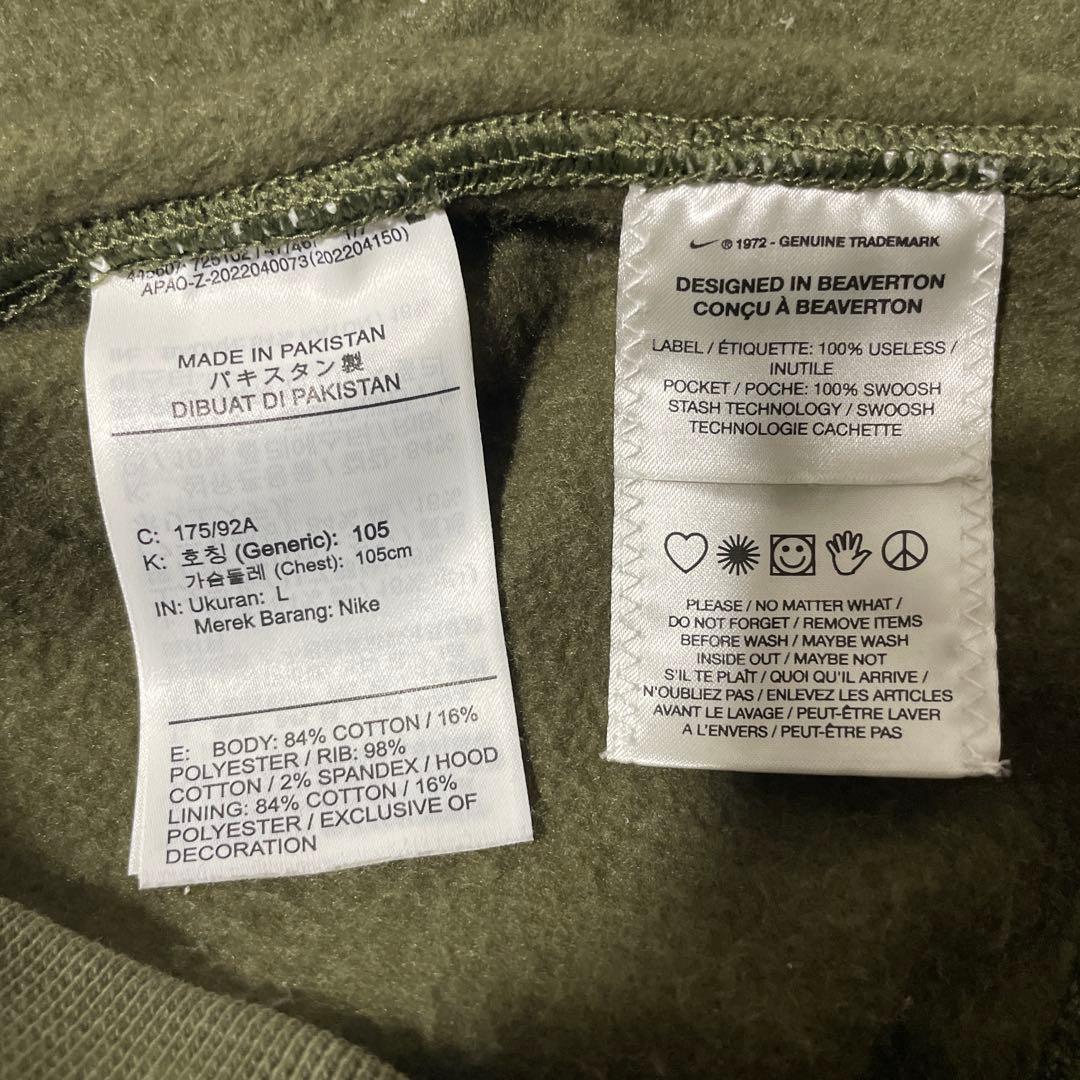 APAO-Z-2022040073(202204150)
MADE IN PAKISTAN
パキスタン製
DIBUAT DI PAKISTAN
C: 175/92A
K: 호칭 (Generic): 105
가슴둘레 (Chest): 105cm
IN: Ukuran: L
Merek Barang: Nike
E: BODY: 84% COTTON / 16%
POLYESTER / RIB: 98%
COTTON / 2% SPANDEX / HOOD
LINING: 84% COTTON / 16%
POLYESTER / EXCLUSIVE OF
DECORATION
® 1972 - GENUINE TRADEMARK
DESIGNED IN BEAVERTON
CONÇU À BEAVERTON
LABEL / ÉTIQUETTE: 100% USELESS /
INUTILE
POCKET / POCHE: 100% SWOOSH
STASH TECHNOLOGY / SWOOSH
TECHNOLOGIE CACHETTE
PLEASE / NO MATTER WHAT /
DO NOT FORGET / REMOVE ITEMS
BEFORE WASH / MAYBE WASH
INSIDE OUT / MAYBE NOT
S'IL TE PLAÎT / QUOI QU'IL ARRIVE /
N'OUBLIEZ PAS / ENLEVEZ LES ARTICLES
AVANT LE LAVAGE / PEUT-ÊTRE LAVER
A L'ENVERS / PEUT-ÊTRE PAS